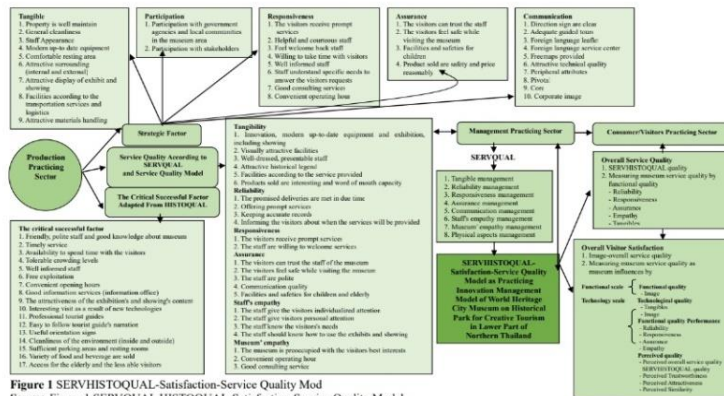 Tangible
1. Property is well maintain
2. General cleanliness
3. Staff Appearance
4. Modern up-to date equipment
5. Comfortable resting area
6. Attractive surrounding
(internal and external)
7. Attractive display of exhibit and
showing
8. Facilities according to the
transportation services and
logistics
9. Attractive materials handling
Participation
1. Participation with government
agencies and local communities
in the museum area
2. Participation with stakeholders
Responsiveness
1. The visitors receive prompt
services
2. Helpful and courteous staff
3. Feel welcome back staff
4. Willing to take time with visitors
5. Well informed staff
6. Staff understand specific needs to
answer the visitors requests
7. Good consulting services
8. Convenient operating hour
Assurance
1. The visitors can trust the staff
2. The visitors feel safe while
visiting the museum
3. Facilities and safeties for
children
4. Product sold are safety and price
reasonably
Communication
1. Direction sign are clear
2. Adequate guided tours
3. Foreign language leaflet
4. Foreign language service center
5. Freemaps provided
6. Attractive technical quality
7. Peripheral attributes
8. Pivotal
9. Core
10. Corporate image
Production
Practicing
Sector
Strategic Factor
Service Quality According to
SERVQUAL
and Service Quality Model
The Critical Successful Factor
Adapted From HISTOQUAL
The critical successful factor
1. Friendly, polite staff and good knowledge about museum
2. Timely service
3. Availability to spend time with the visitors
4. Tolerable crowding levels
5. Well informed staff
6. Free exploitation
7. Convenient opening hours
8. Good information services (information office)
9. The attractiveness of the exhibition's and showing's content
10. Interesting visit as a result of new technologies
11. Professional tourist guides
12. Easy to follow tourist guide's narration
13. Useful orientation signs
14. Cleanliness of the environment (inside and outside)
15. Sufficient parking areas and resting rooms
16. Variety of food and beverage are sold
17. Access for the elderly and the less able visitors
Tangibility
1. Innovation, modern up-to-date equipment and exhibition,
including showing
2. Visually attractive facilities
3. Well-dressed, presentable staff
4. Attractive historical legend
5. Facilities according to the service provided
6. Products sold are interesting and word of mouth capacity
Reliability
1. The promised deliveries are met in due time
2. Offering prompt services
3. Keeping accurate records
4. Informing the visitors about when the services will be provided
Responsiveness
1. The visitors receive prompt services
2. The staff are willing to welcome services
Assurance
1. The visitors can trust the staff of the museum
2. The visitors feel safe while visiting the museum
3. The staff are polite
4. Communication quality
5. Facilities and safeties for children and elderly
Staff's empathy
1. The staff give the visitors individualized attention
2. The staff give visitors personal attention
3. The staff know the visitor's needs
4. The staff should know how to use the exhibits and showing
Museum' empathy
1. The museum is preoccupied with the visitors best interests
2. Convenient operating hour
3. Good consulting service
Management Practicing Sector
SERVQUAL
1. Tangible management
2. Reliability management
3. Responsiveness management
4. Assurance management
5. Communication management
6. Staff's empathy management
7. Museum' empathy management
8. Physical aspects management
SERVHISTOQUAL-
Satisfaction-Service Quality
Model as Practicing
Innovation Management
Model of World Heritage
City Museum on Historical
Park for Creative Tourism
in Lower Part of
Northern Thailand
Consumer/Visitors Practicing Sector
Overall Service Quality
1. SERVHISTOQUAL quality
2. Measuring museum service quality by
functional quality
- Reliability
- Responsiveness
- Assurance
- Empathy
- Tangibles
Overall Visitor Satisfaction
1. Image-overall service quality
2. Measuring museum service quality as
museum influences by
Functional scale
Functional quality
- Image
Technology scale
Technological quality
- Tangibles
- Image
Functional quality Performance
- Reliability
- Responsiveness
- Assurance
- Empathy
Perceived quality
- Perceived overall service quality
SERVHISTOQUAL quality
- Perceived Trustworthiness
- Perceived Attractiveness
- Perceived Similarity
Figure 1 SERVHISTOQUAL-Satisfaction-Service Quality Mod